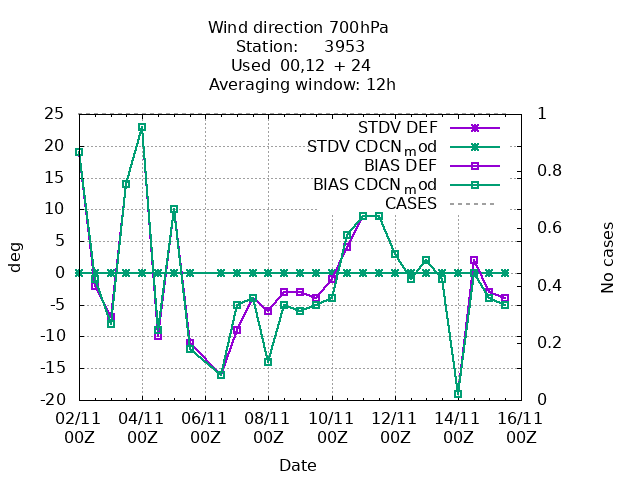 Wind direction 700hPa
Station: 3953
Used 00,12 + 24
Averaging window: 12h
STDV DEF
STDV CDCNmod
BIAS DEF
BIAS CDCNmod
CASES
25
20
15
10
5
0
-5
-10
-15
-20
1
0.8
0.6
0.4
0.2
0
deg
No cases
02/11 04/11 06/11 08/11 10/11 12/11 14/11 16/11
00Z 00Z 00Z 00Z 00Z 00Z 00Z 00Z
Date